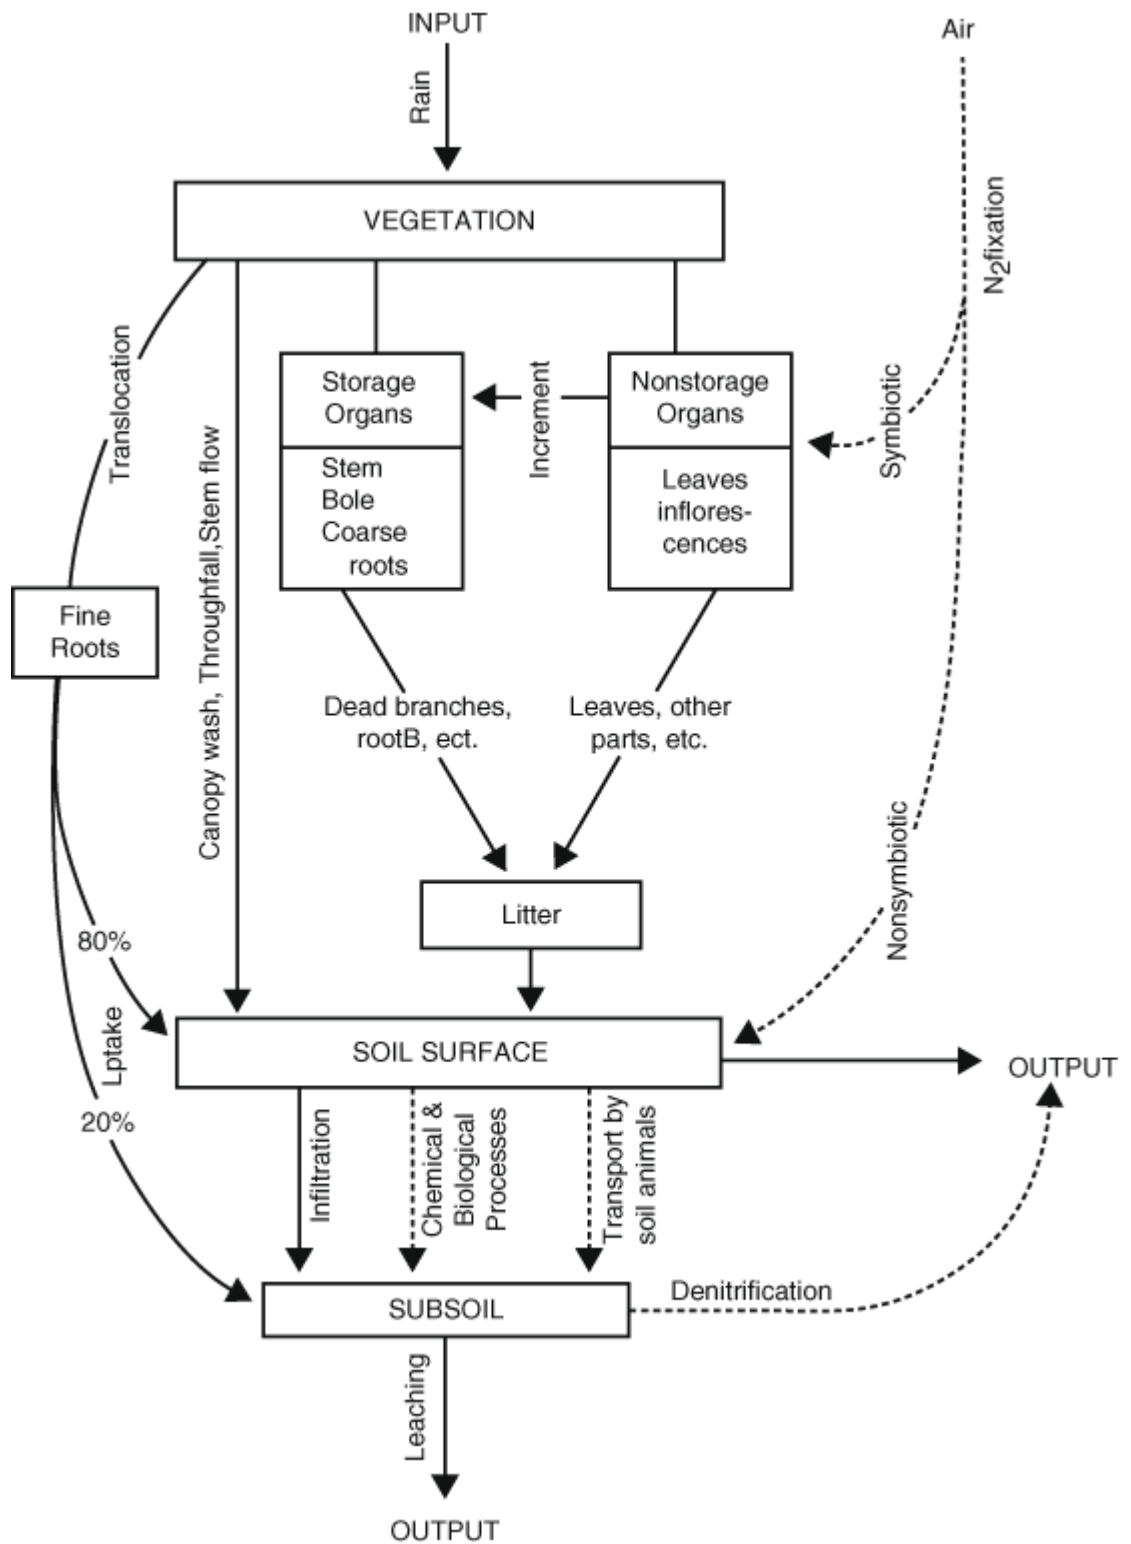 INPUT
Air
Rain
VEGETATION
N2fixation
Translocation
Storage
Organs
Increment
Nonstorage
Organs
Symbiotic
Stem
Bole
Coarse
roots
Leaves
inflores-
cences
Canopy wash, Throughfall,Stem flow
Fine
Roots
Dead branches,
rootB, ect.
Leaves, other
parts, etc.
Nonsymbiotic
Litter
80%
Lptake
20%
SOIL SURFACE
OUTPUT
Infiltration
Chemical &
Biological
Processes
Transport by
soil animals
SUBSOIL
Denitrification
Leaching
OUTPUT